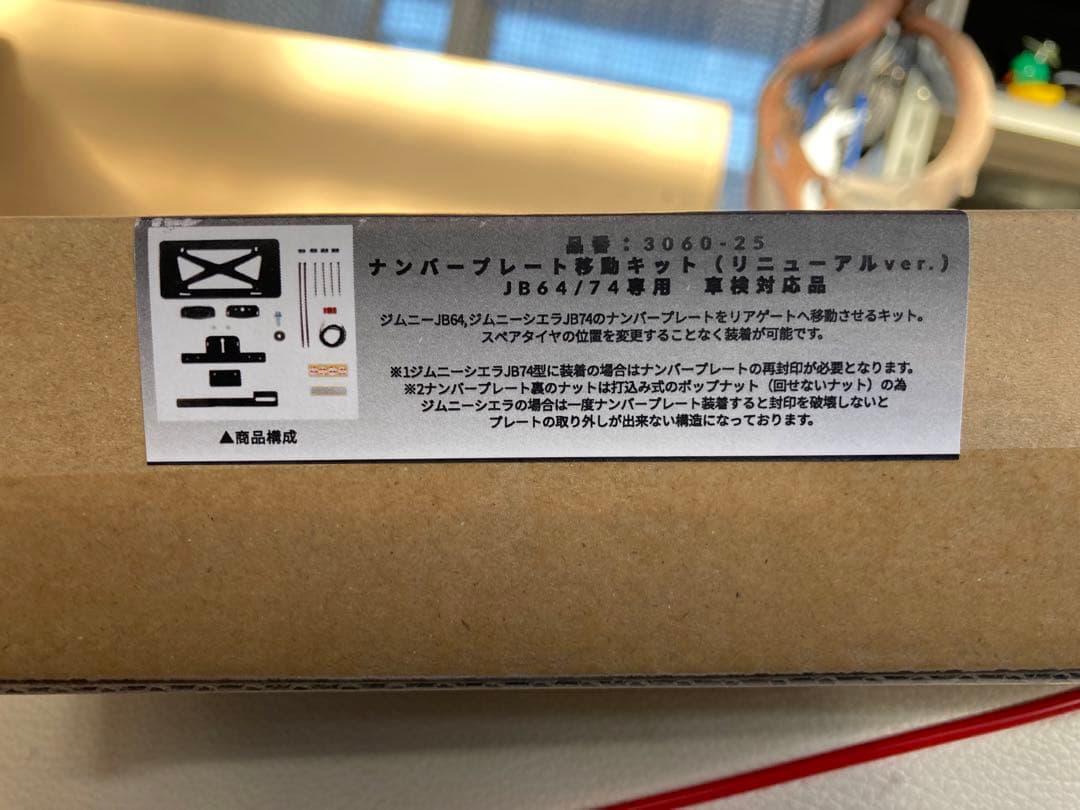 品番：3060-25
ナンバープレート移動キット（リニューアルver.）
JB64/74専用　車検対応品
ジムニーJB64,ジムニーシエラJB74のナンバープレートをリアゲートへ移動させるキット。
スペアタイヤの位置を変更することなく装着が可能です。
※1ジムニーシエラJB74型に装着の場合はナンバープレートの再封印が必要となります。
※2ナンバープレート裏のナットは打込み式のポップナット（回せないナット）の為
ジムニーシエラの場合は一度ナンバープレート装着すると封印を破壊しないと
プレートの取り外しが出来ない構造になっております。
▲商品構成